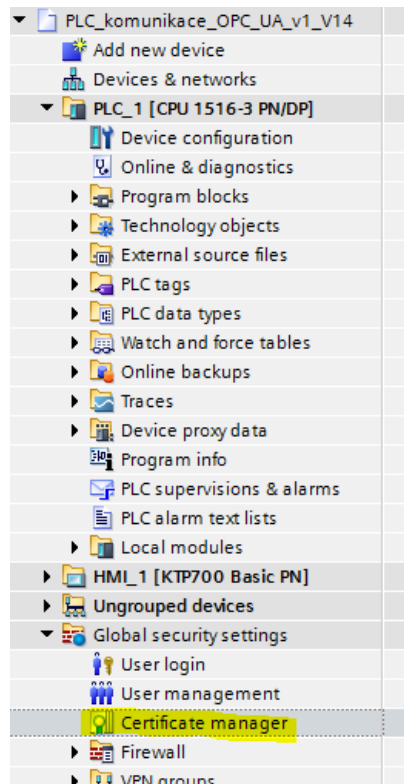 PLC_komunikace_OPC_UA_v1_V14
Add new device
Devices & networks
PLC_1 [CPU 1516-3 PN/DP]
Device configuration
Online & diagnostics
Program blocks
Technology objects
External source files
PLC tags
PLC data types
Watch and force tables
Online backups
Traces
Device proxy data
Program info
PLC supervisions & alarms
PLC alarm text lists
Local modules
HMI_1 [KTP700 Basic PN]
Ungrouped devices
Global security settings
User login
User management
Certificate manager
Firewall
VPN groups